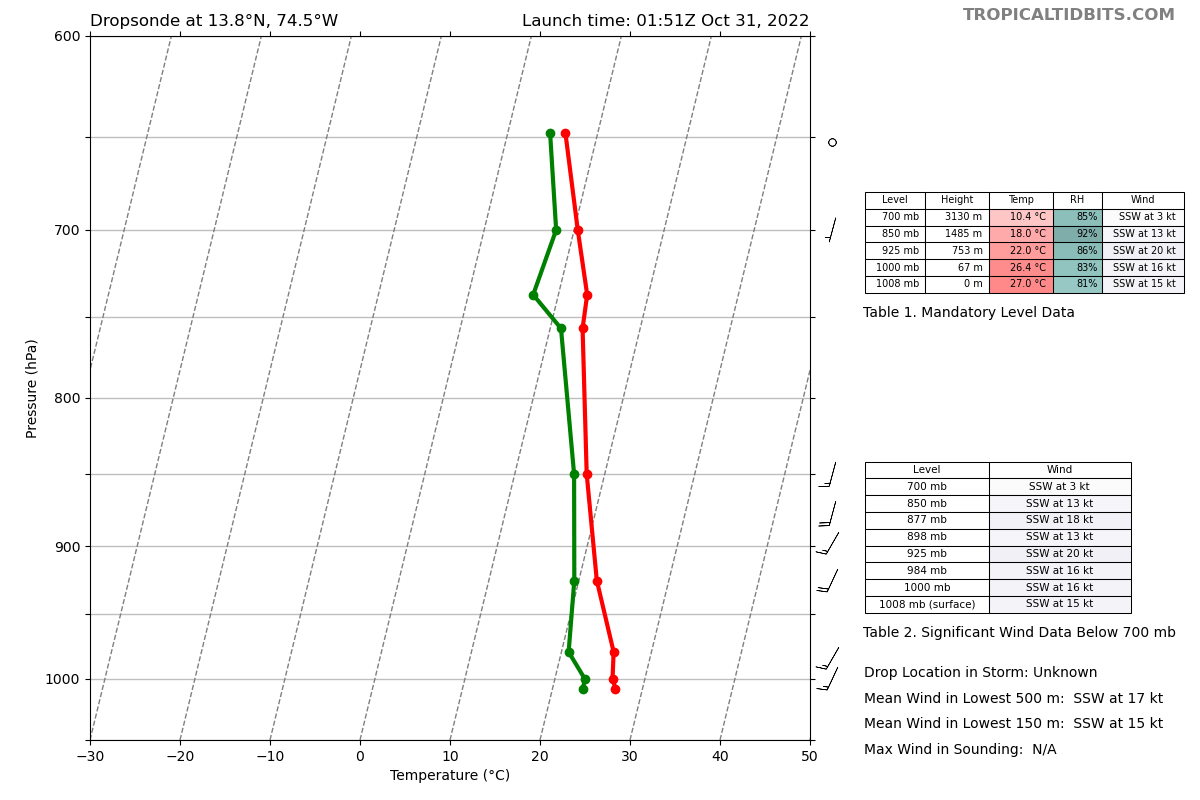 TROPICALTIDBITS.COM
Dropsonde at 13.8°N, 74.5°W
Launch time: 01:51Z Oct 31, 2022
600
700
800
900
1000
Pressure (hPa)
−30 −20 −10 0 10 20 30 40 50
Temperature (°C)
Level Height Temp RH Wind
700 mb 3130 m 10.4 °C 85% SSW at 3 kt
850 mb 1485 m 18.0 °C 92% SSW at 13 kt
925 mb 753 m 22.0 °C 86% SSW at 20 kt
1000 mb 67 m 26.4 °C 83% SSW at 16 kt
1008 mb 0 m 27.0 °C 81% SSW at 15 kt
Table 1. Mandatory Level Data
Level Wind
700 mb SSW at 3 kt
850 mb SSW at 13 kt
877 mb SSW at 18 kt
898 mb SSW at 13 kt
925 mb SSW at 20 kt
984 mb SSW at 16 kt
1000 mb SSW at 16 kt
1008 mb (surface) SSW at 15 kt
Table 2. Significant Wind Data Below 700 mb
Drop Location in Storm: Unknown
Mean Wind in Lowest 500 m: SSW at 17 kt
Mean Wind in Lowest 150 m: SSW at 15 kt
Max Wind in Sounding: N/A